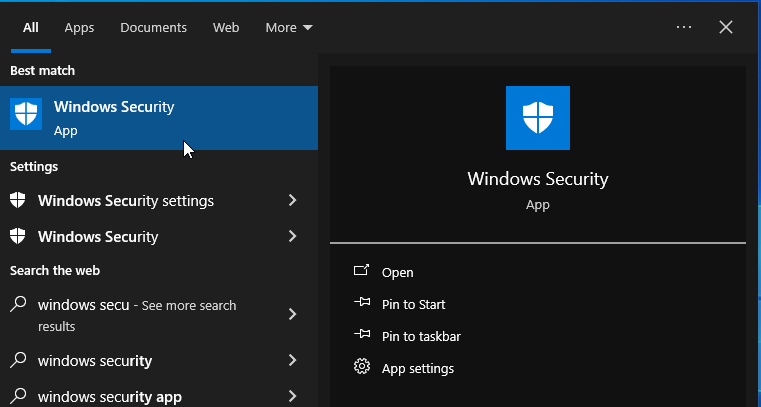 All Apps Documents Web More
Best match
Windows Security
App
Settings
Windows Security settings
Windows Security
Search the web
windows secu - See more search
results
windows security
windows security app
Windows Security
App
Open
Pin to Start
Pin to taskbar
App settings